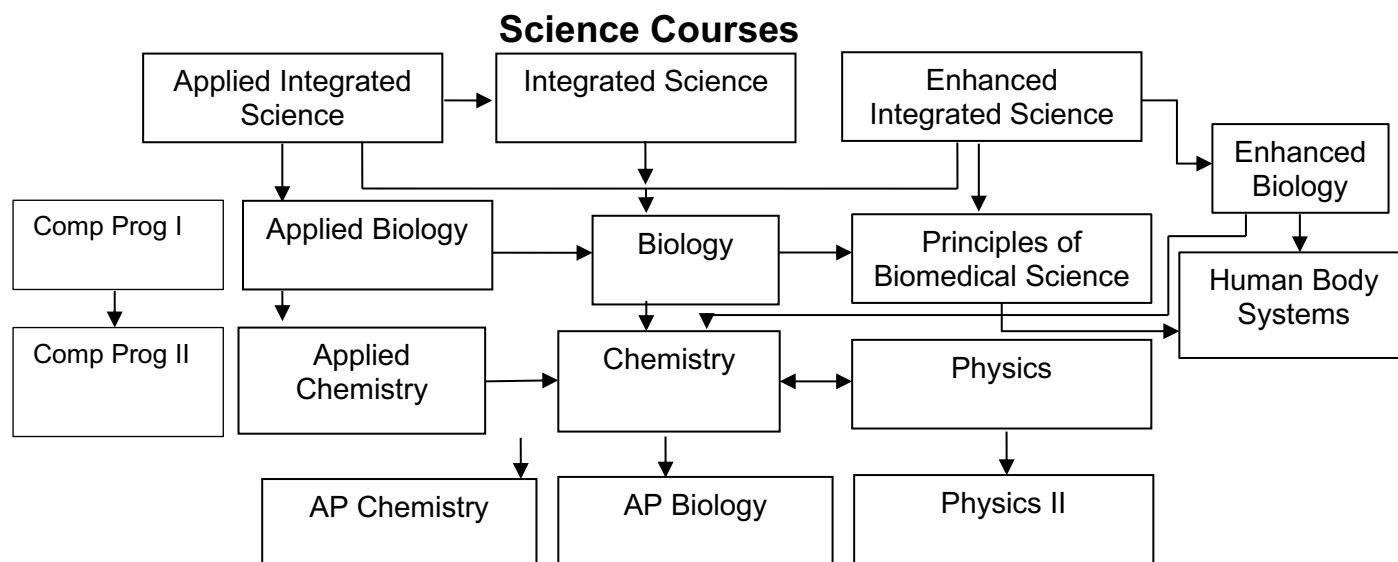 Science Courses
Applied Integrated
Science
Integrated Science
Enhanced
Integrated Science
Enhanced
Biology
Comp Prog I
Applied Biology
Biology
Principles of
Biomedical Science
Human Body
Systems
Comp Prog II
Applied
Chemistry
Chemistry
Physics
AP Chemistry
AP Biology
Physics II